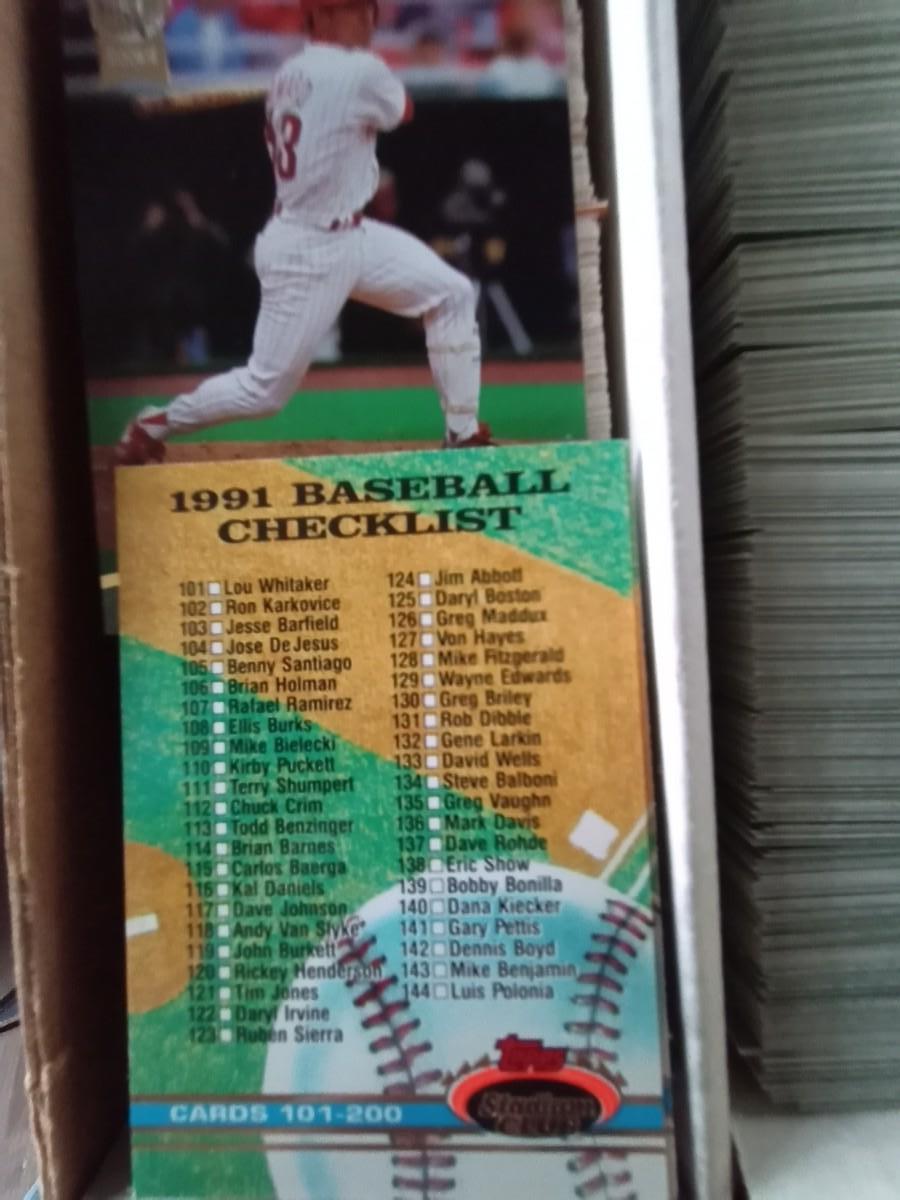 1991 BASEBALL
CHECKLIST
101 Lou Whitaker
102 Ron Karkovice
103 Jesse Barfield
104 Jose DeJesus
105 Benny Santiago
106 Brian Holman
107 Rafael Ramirez
108 Ellis Burks
109 Mike Bielecki
110 Kirby Puckett
111 Terry Shumpert
112 Chuck Crim
113 Todd Benzinger
114 Brian Barnes
115 Carlos Baerga
116 Kal Daniels
117 Dave Johnson
118 Andy Van Slyke
119 John Burkett
120 Rickey Henderson
121 Tim Jones
122 Daryl Irvine
123 Ruben Sierra
124 Jim Abbott
125 Daryl Boston
126 Greg Maddux
127 Von Hayes
128 Mike Fitzgerald
129 Wayne Edwards
130 Greg Briley
131 Rob Dibble
132 Gene Larkin
133 David Wells
134 Steve Balboni
135 Greg Vaughn
136 Mark Davis
137 Dave Rohde
138 Eric Show
139 Bobby Bonilla
140 Dana Kiecker
141 Gary Pettis
142 Dennis Boyd
143 Mike Benjamin
144 Luis Polonia
CARDS 101-200
Topps
Stadium
CLUB